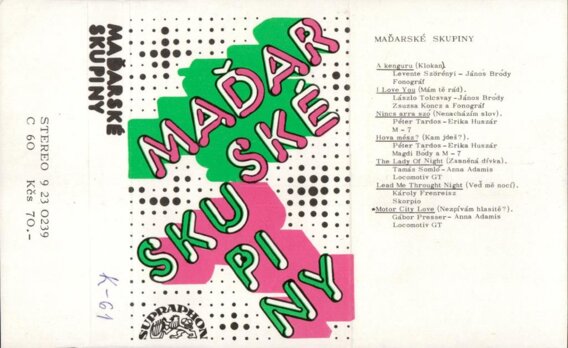 STEREO 9 23 0239
C 60 Kčs 70.-
MAĎARSKÉ
SKUPINY
K-61
MAĎAR
SKÉ
SKU
PI
NY
SUPRAPHON
MAĎARSKÉ SKUPINY
A kenguru (Klokan).
Levente Szörényi - János Bródy
Fonográf
I Love You (Mám tě rád).
László Tolcsvay - János Bródy
Zsuzsa Koncz a Fonográf
Nincs arra szó (Nenacházím slov).
Péter Tardos - Erika Huszár
M - 7
Hova mész? (Kam jdeš?).
Péter Tardos - Erika Huszár
Magdi Bódy a M - 7
The Lady Of Night (Zasněná dívka).
Tamás Somló - Anna Adamis
Locomotiv GT
Lead Me Throught Night (Veď mě nocí).
Károly Frenreisz
Skorpio
*Motor City Love (Nezpívám hlasitě?).
Gábor Presser - Anna Adamis
Locomotiv GT